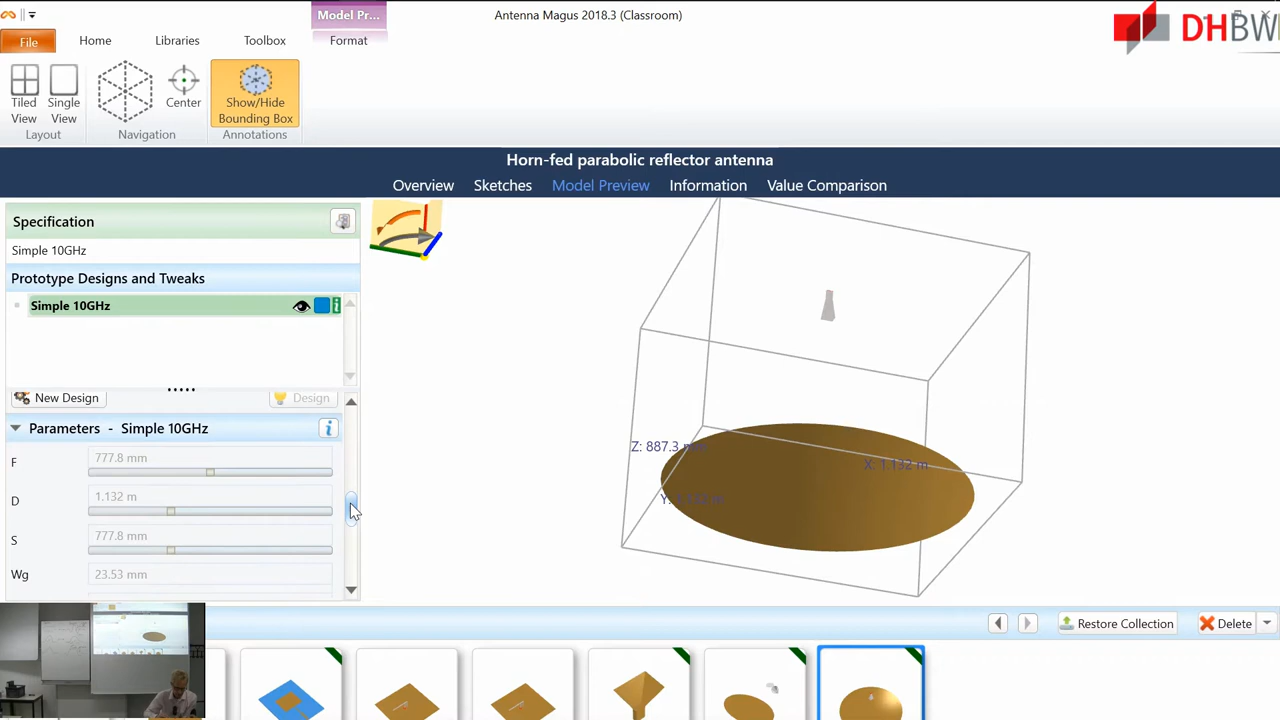 Model Pr...
Antenna Magus 2018.3 (Classroom)
DHBW
File
Home
Libraries
Toolbox
Format
Tiled View
Single View
Center
Show/Hide Bounding Box
Layout
Navigation
Annotations
Horn-fed parabolic reflector antenna
Overview
Sketches
Model Preview
Information
Value Comparison
Specification
Simple 10GHz
Prototype Designs and Tweaks
Simple 10GHz
New Design
Design
Parameters - Simple 10GHz
F
777.8 mm
D
1.132 m
S
777.8 mm
Wg
23.53 mm
Z: 887.3 mm
X: 1.132 m
Restore Collection
Delete